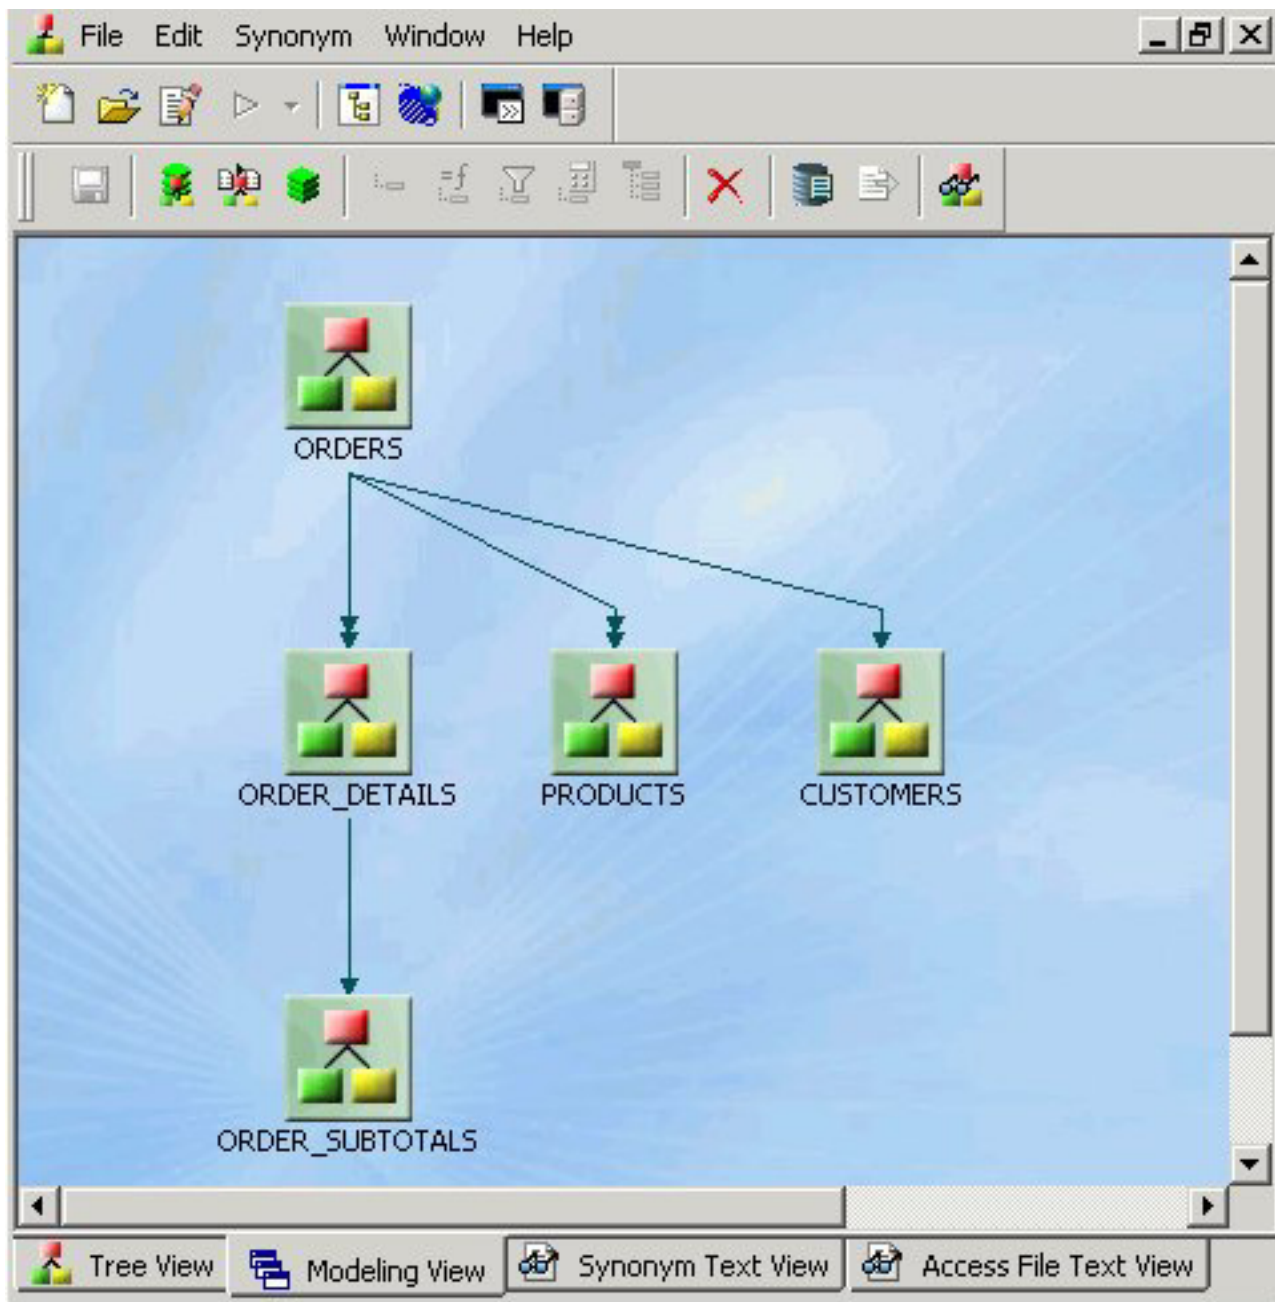 File Edit Synonym Window Help
ORDERS
ORDER_DETAILS PRODUCTS CUSTOMERS
ORDER_SUBTOTALS
Tree View Modeling View Synonym Text View Access File Text View